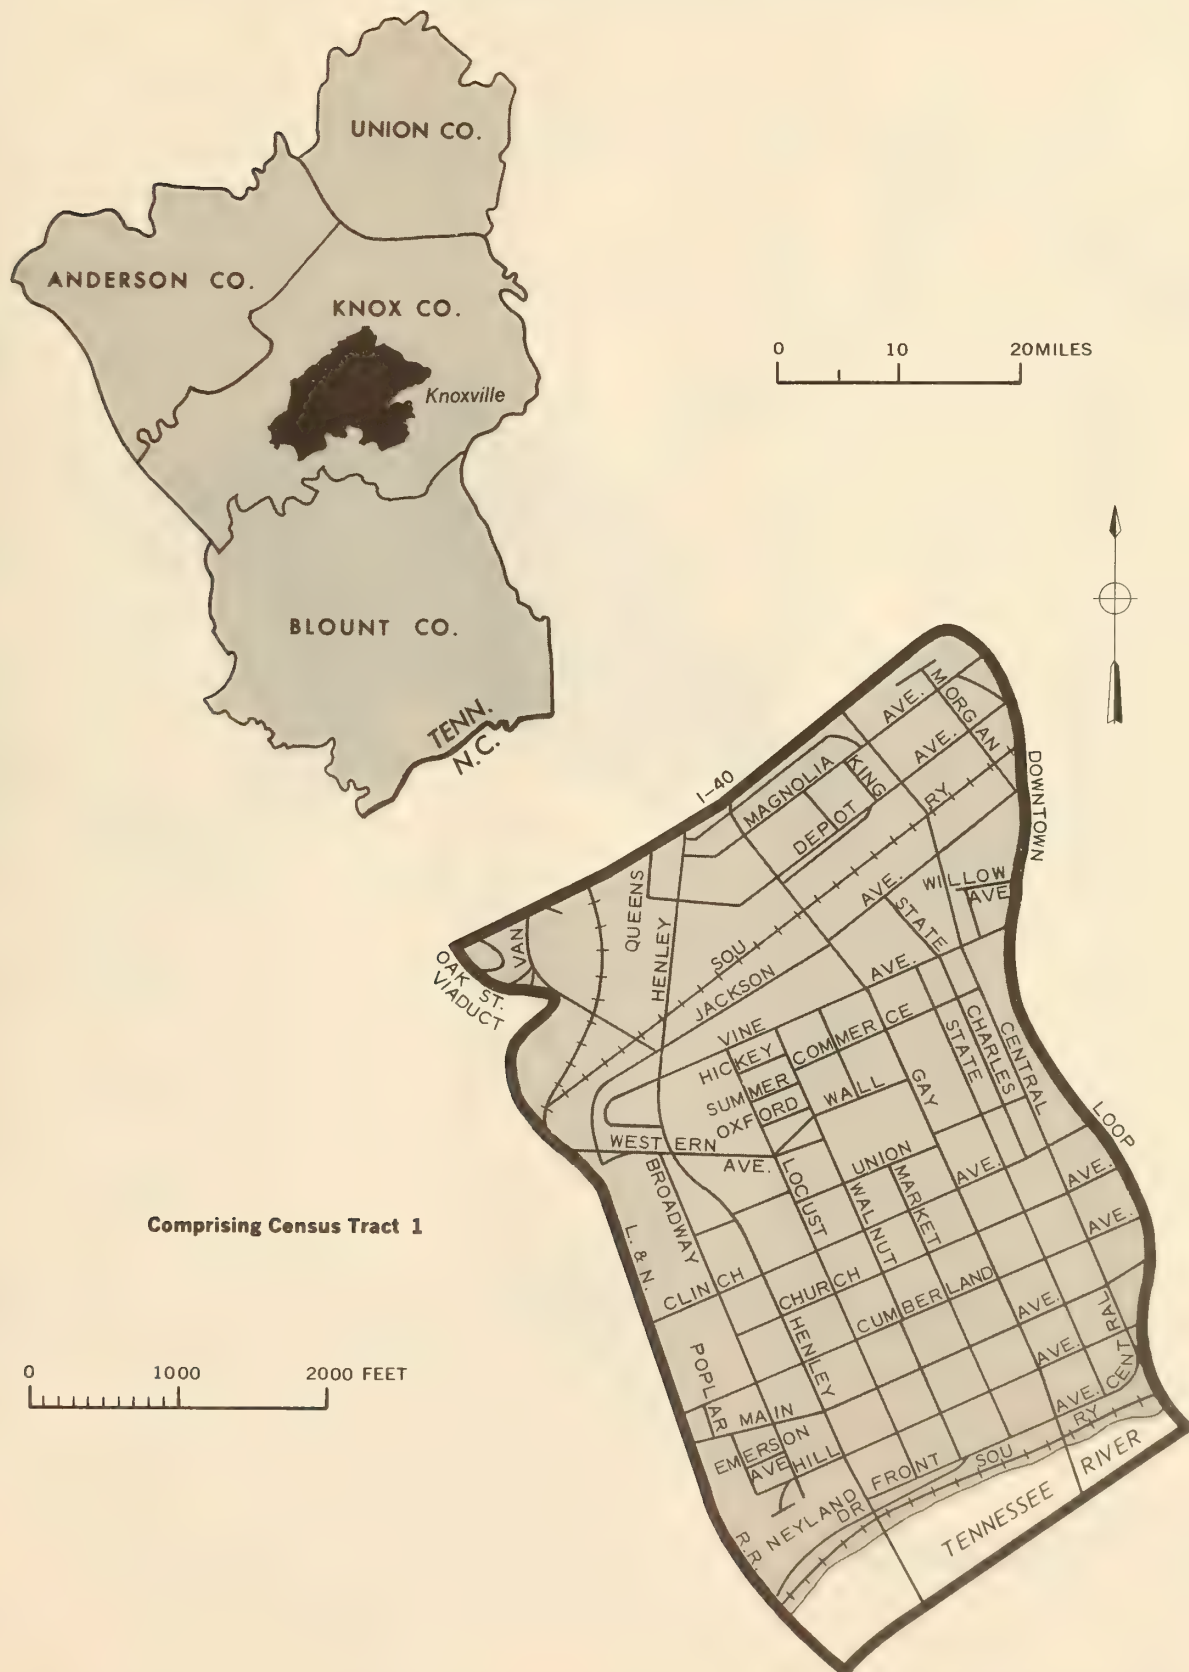 UNION CO.
ANDERSON CO.
KNOX CO.
Knoxville
BLOUNT CO.
TENN.
N.C.
0 10 20 MILES
I-40
MORGAN
AVE.
MAGNOLIA
KING
AVE.
DEPOT
RY
DOWNTOWN
QUEENS
HENLEY
VAN
OAK ST.
VIADUCT
WILLOW
AVE
AVE.
STATE
SOU
JACKSON
AVE.
VINE
COMMERCE
HICKEY
SUMMER
OXFORD
WALL
GAY
STATE
CHARLES
CENTRAL
LOOP
WESTERN
AVE.
BROADWAY
LOCUST
UNION
WALNUT
MARKET
AVE.
AVE.
AVE.
Comprising Census Tract 1
L. & N.
CLINCH
CHURCH
CUMBERLAND
AVE.
HENLEY
AVE.
CENTRAL
0 1000 2000 FEET
POPLAR
MAIN
AVE.
RY
EMERSON
AVE
HILL
FRONT
SOU
NEYLAND
DR
R.R.
TENNESSEE RIVER